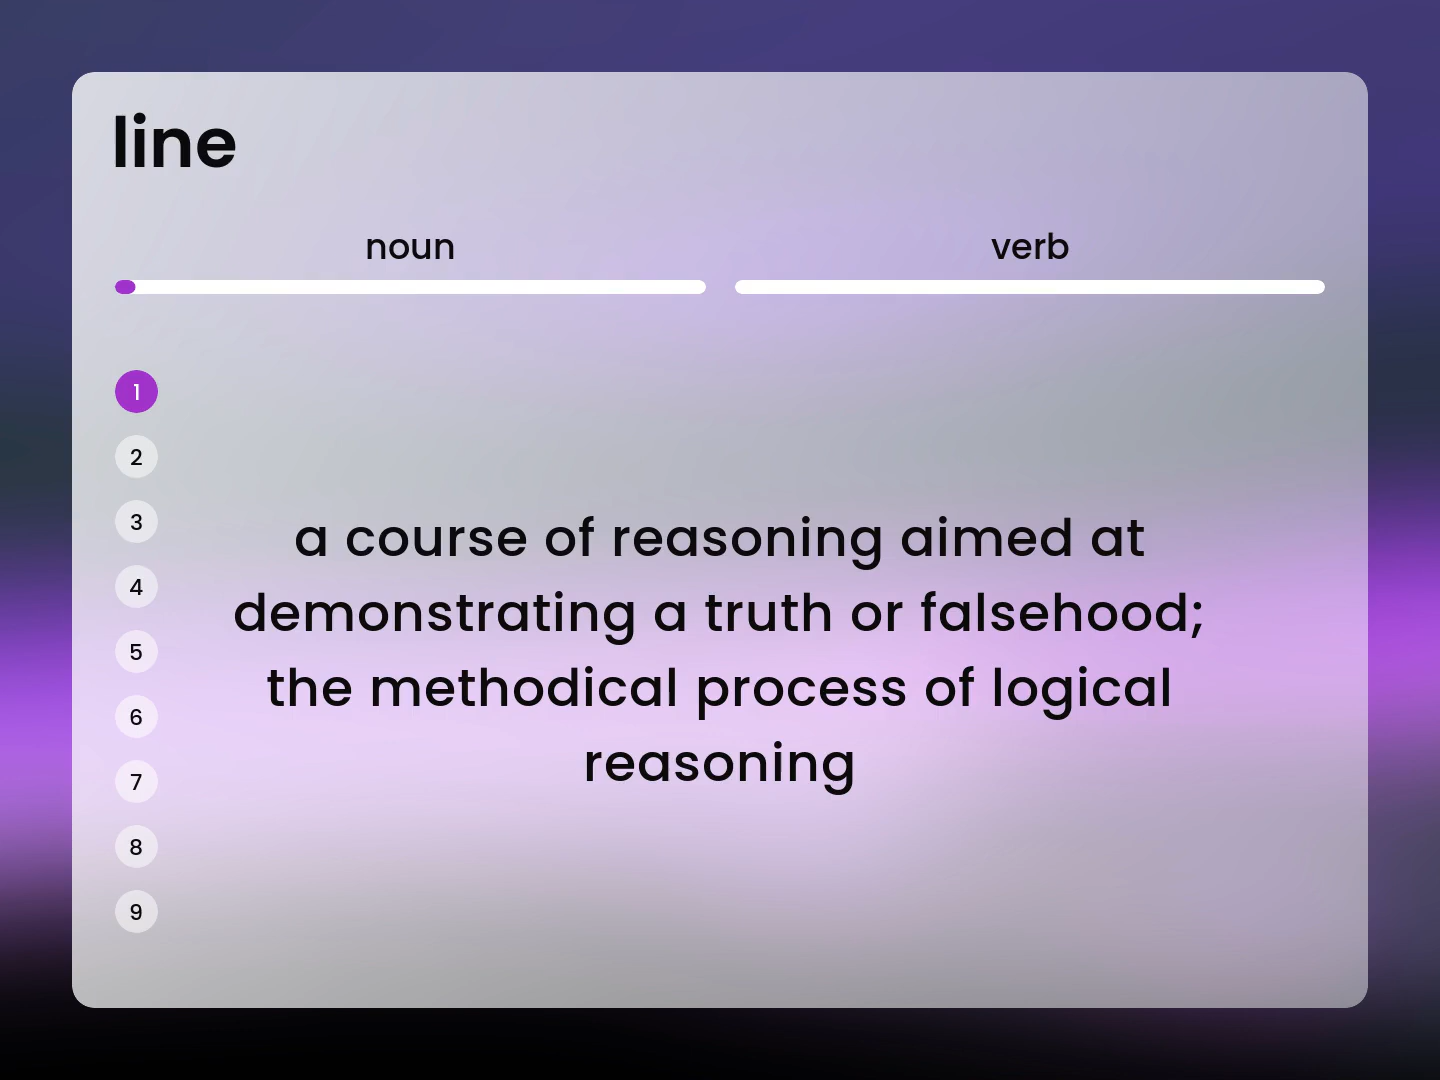 line
noun
verb
1
2
3
4
5
6
7
8
9
a course of reasoning aimed at
demonstrating a truth or falsehood;
the methodical process of logical
reasoning